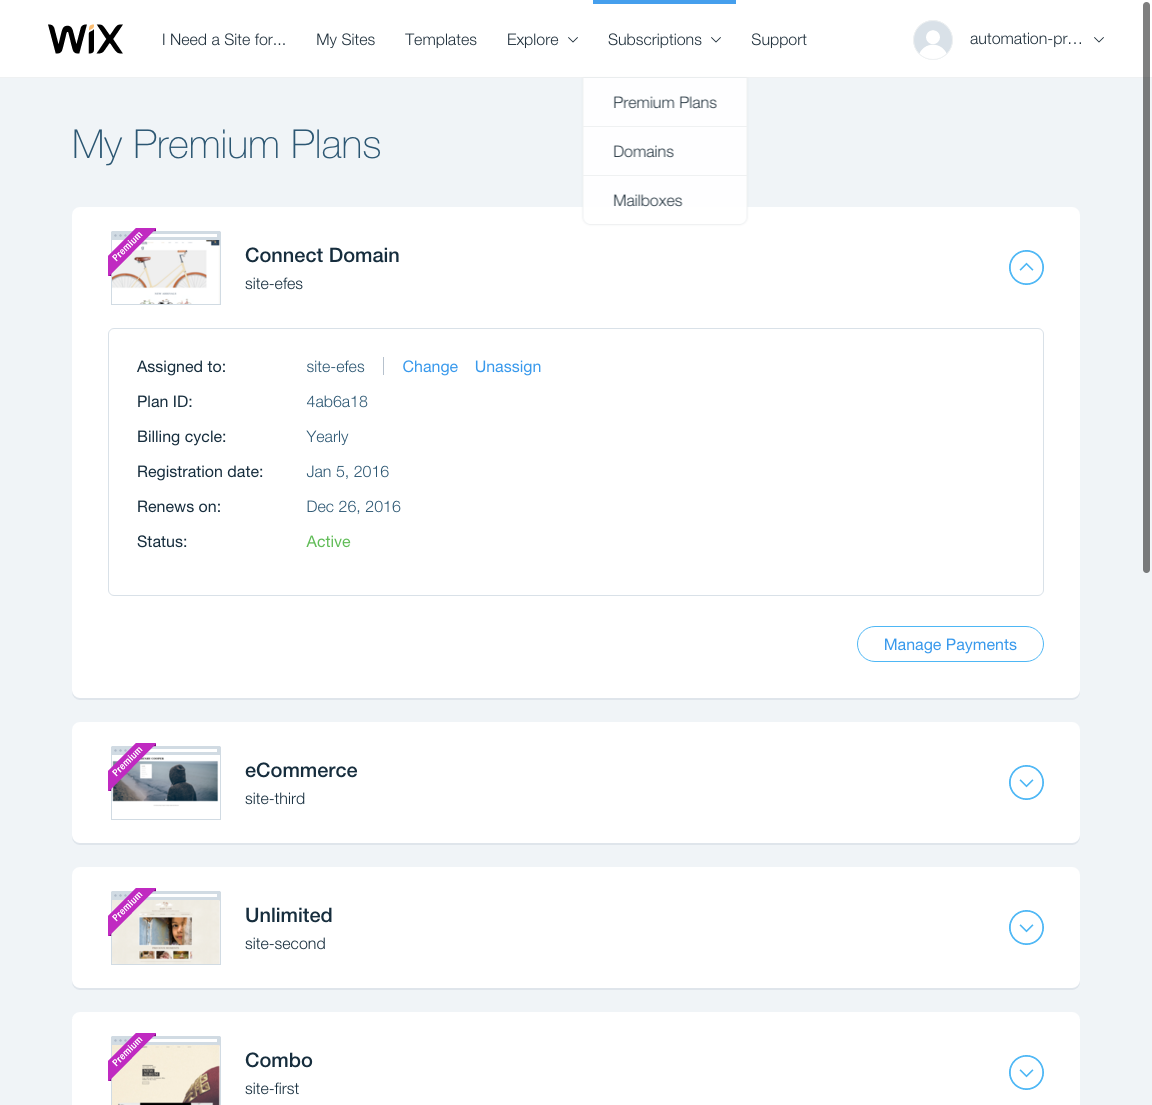 WiX
I Need a Site for...
My Sites
Templates
Explore
Subscriptions
Support
automation-pr...
Premium Plans
Domains
Mailboxes
My Premium Plans
Premium
Connect Domain
site-efes
Assigned to: site-efes Change Unassign
Plan ID: 4ab6a18
Billing cycle: Yearly
Registration date: Jan 5, 2016
Renews on: Dec 26, 2016
Status: Active
Manage Payments
Premium
eCommerce
site-third
Premium
Unlimited
site-second
Premium
Combo
site-first